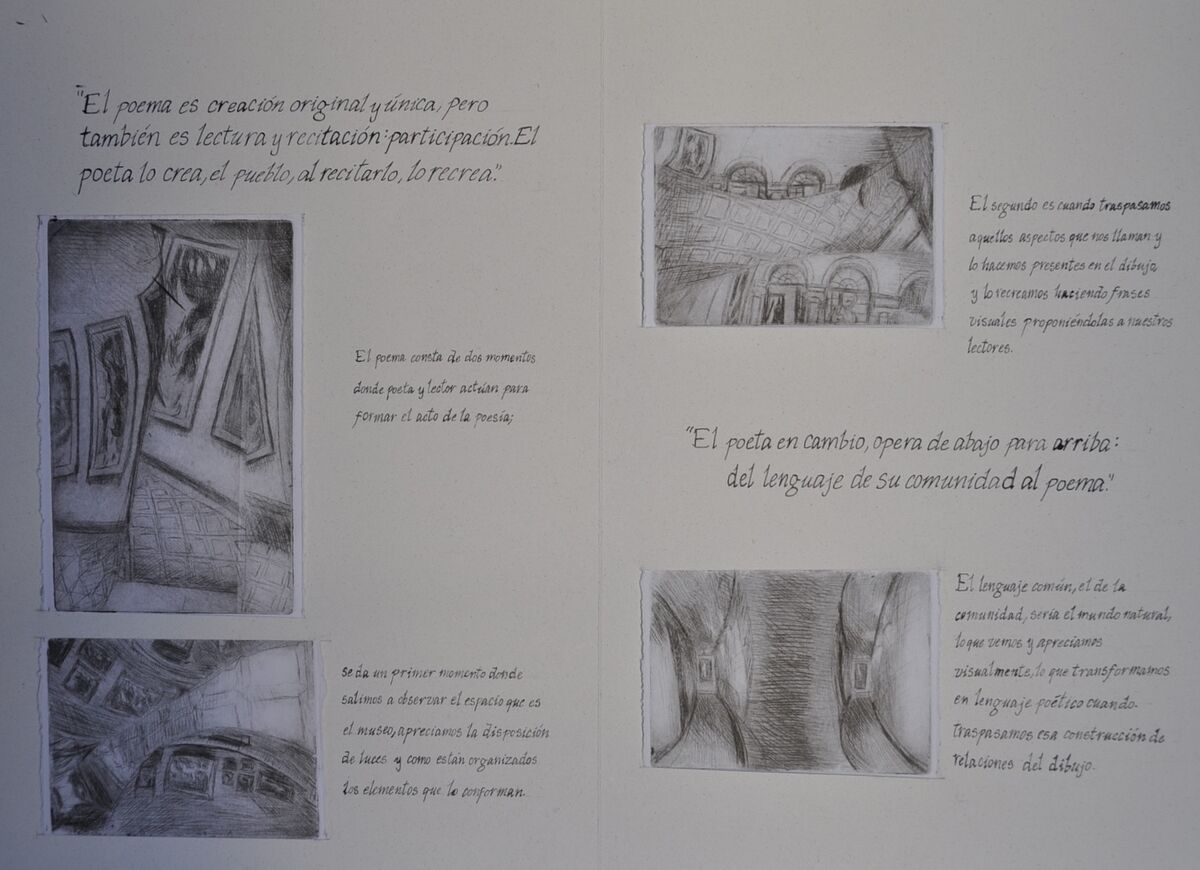 "El poema es creación original y única, pero
también es lectura y recitación: participación. El
poeta lo crea, el pueblo, al recitarlo, lo recrea."
El poema consta de dos momentos
donde poeta y lector actúan para
formar el acto de la poesía;
se da un primer momento donde
salimos a observar el espacio que es
el museo, apreciamos la disposición
de luces y como están organizados
los elementos que lo conforman.
El segundo es cuando traspasamos
aquellos aspectos que nos llaman y
lo hacemos presentes en el dibujo
y lo recreamos haciendo frases
visuales proponiéndolas a nuestros
lectores.
"El poeta en cambio, opera de abajo para arriba:
del lenguaje de su comunidad al poema."
El lenguaje común, el de la
comunidad, sería el mundo natural,
lo que vemos y apreciamos
visualmente, lo que transformamos
en lenguaje poético cuando.
traspasamos esa construcción de
relaciones del dibujo.